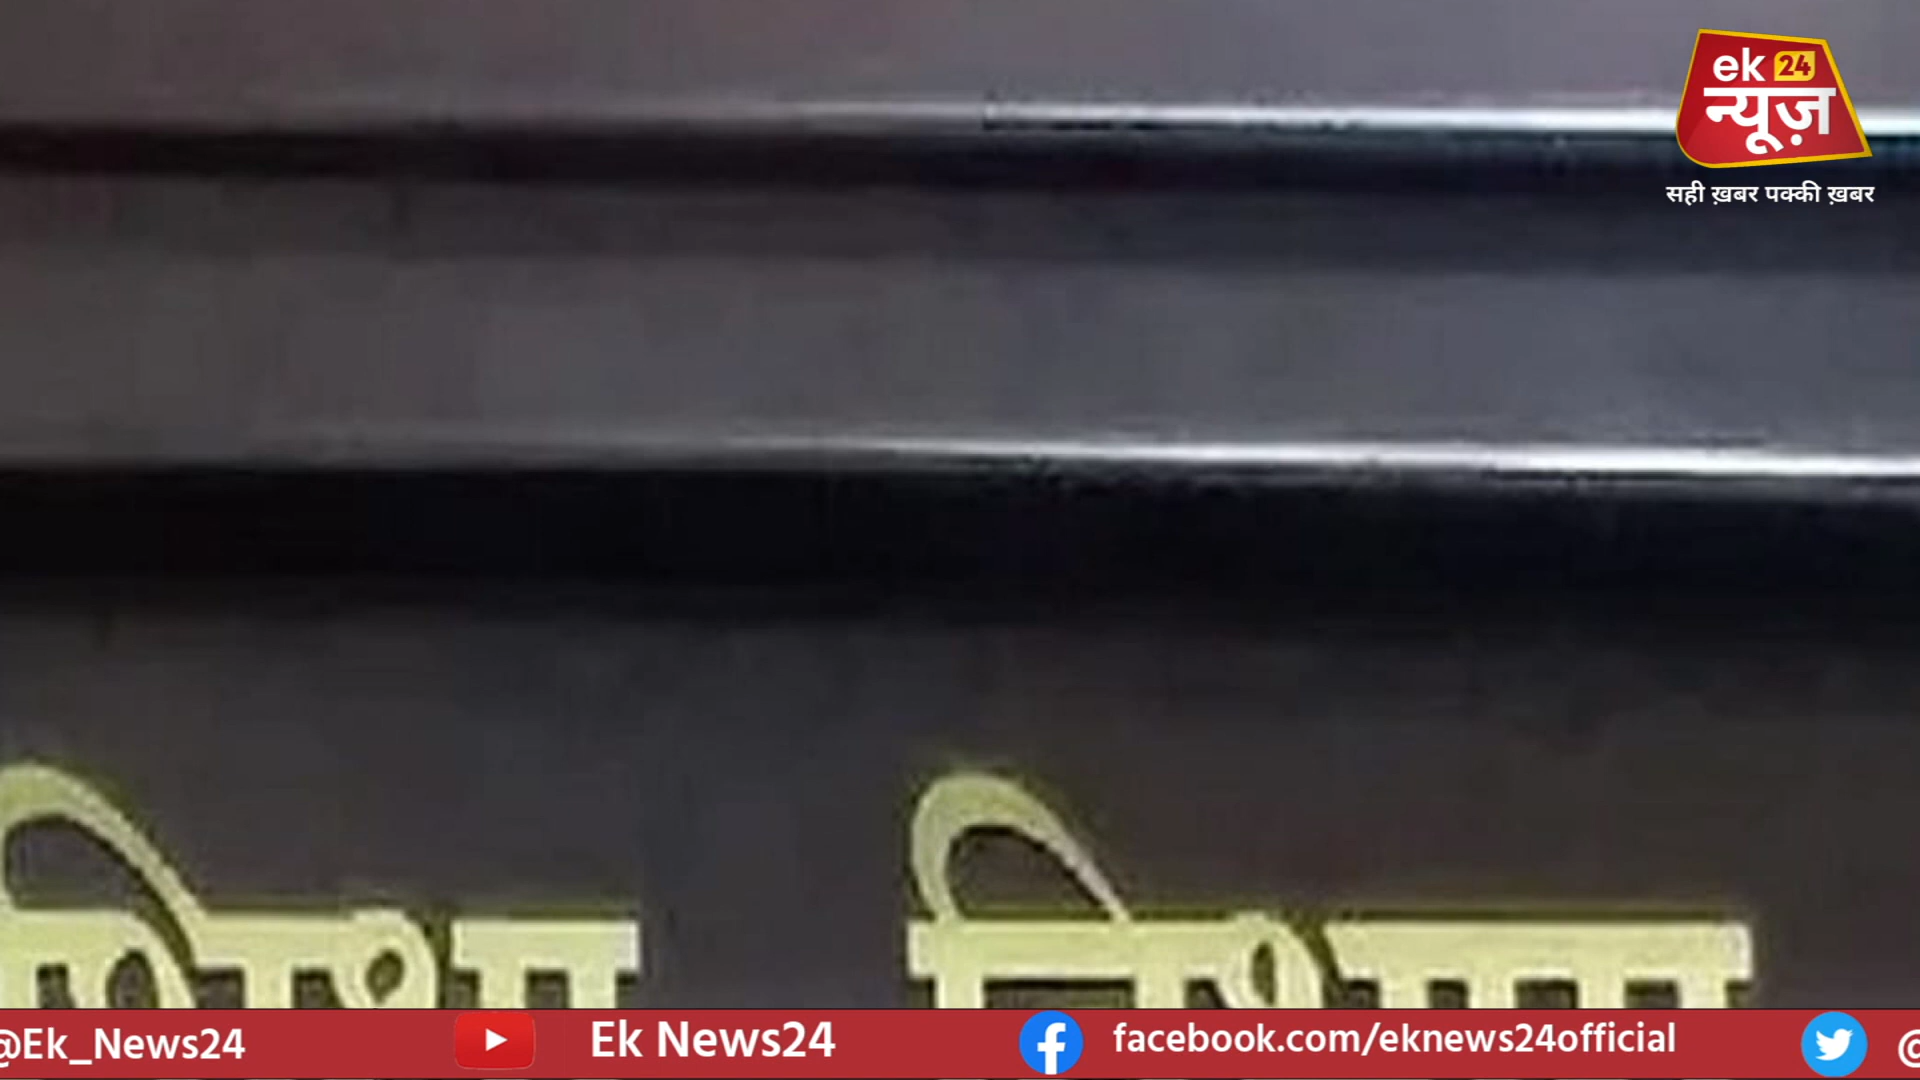 ek 24
न्यूज़
सही ख़बर पक्की ख़बर
@Ek_News24
Ek News24
facebook.com/eknews24official
@